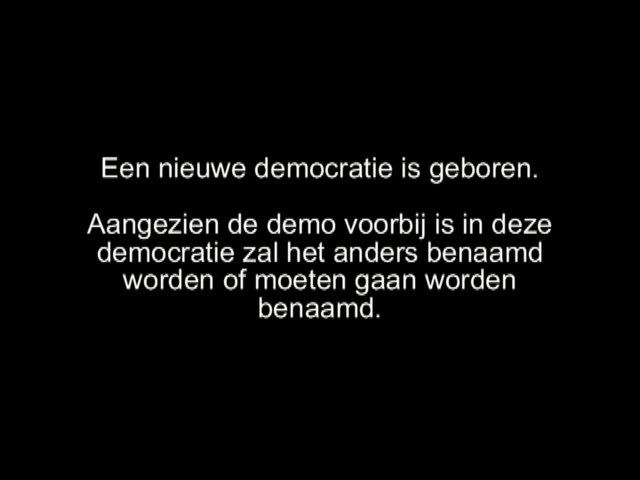 Een nieuwe democratie is geboren.
Aangezien de demo voorbij is in deze
democratie zal het anders benaamd
worden of moeten gaan worden
benaamd.